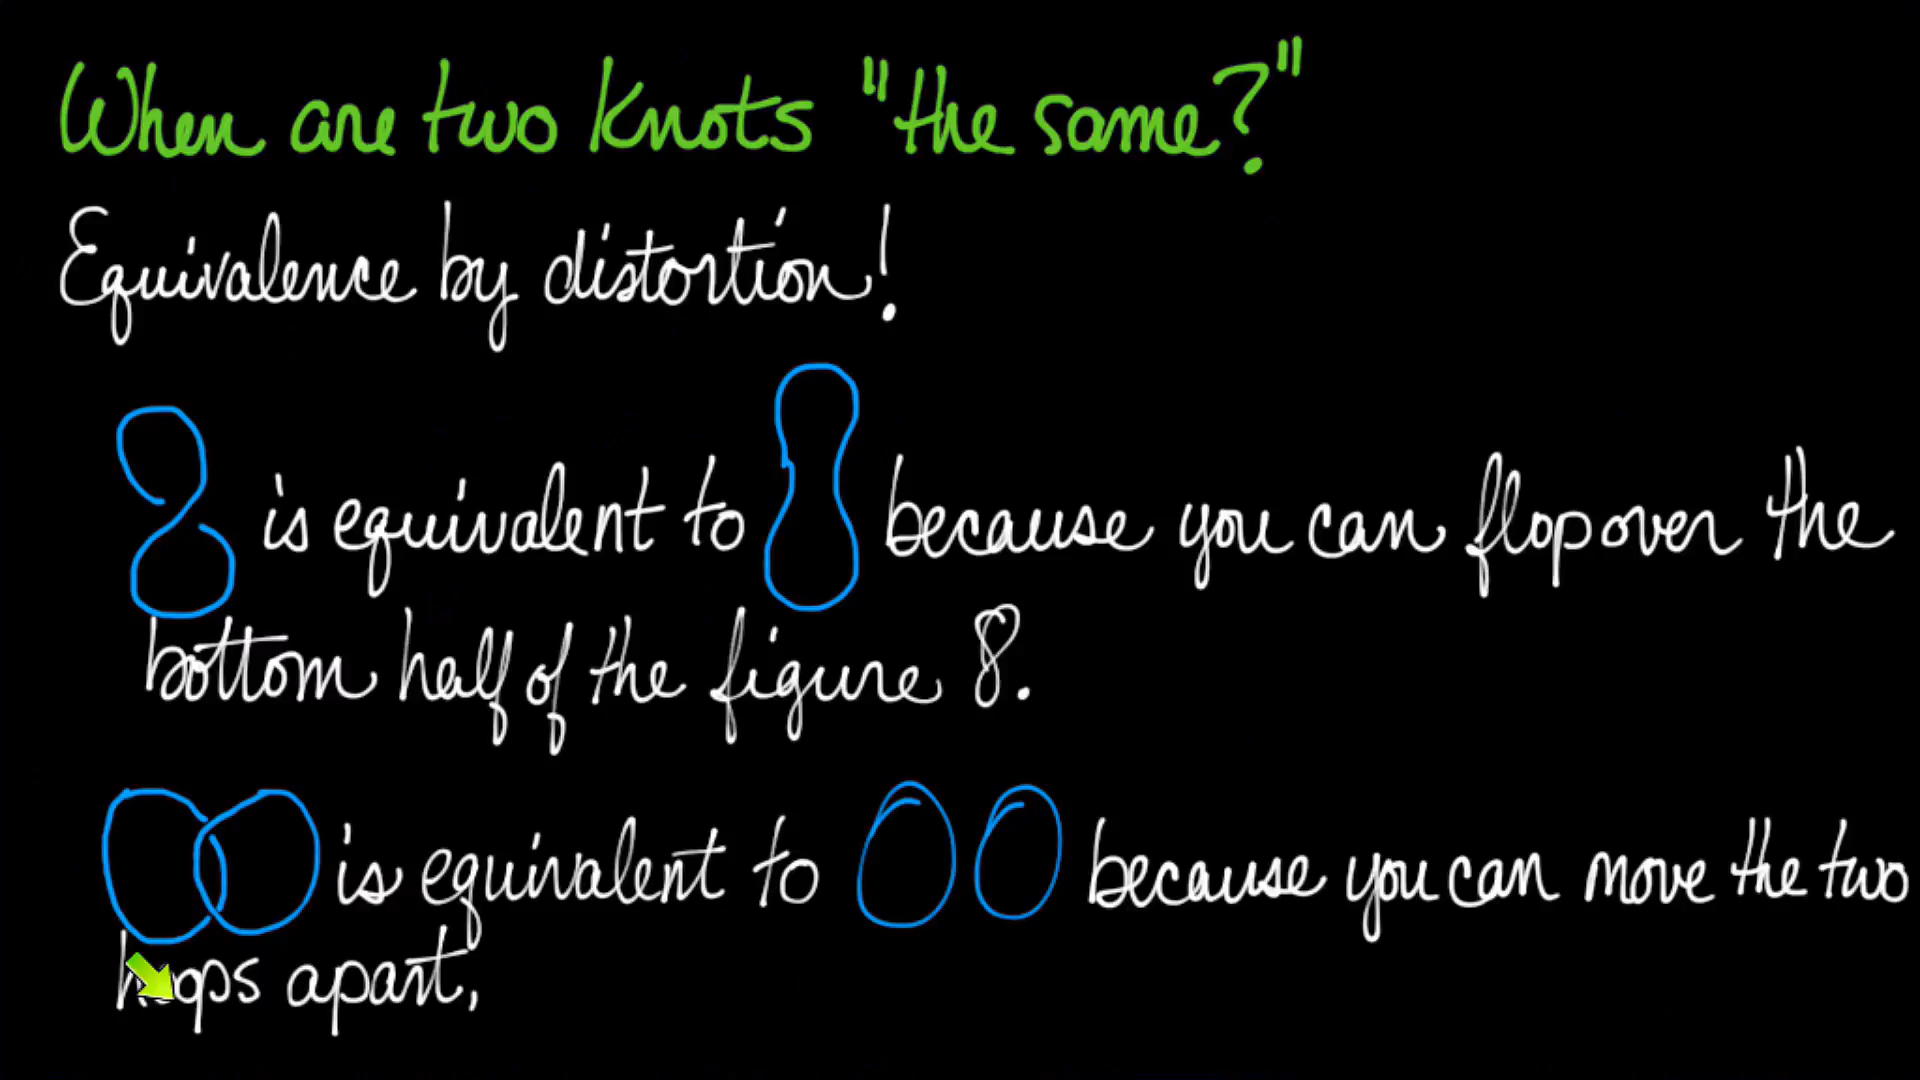 When are two knots "the same?"
Equivalence by distortion!
is equivalent to because you can flop over the
bottom half of the figure 8.
is equivalent to because you can move the two
hoops apart,